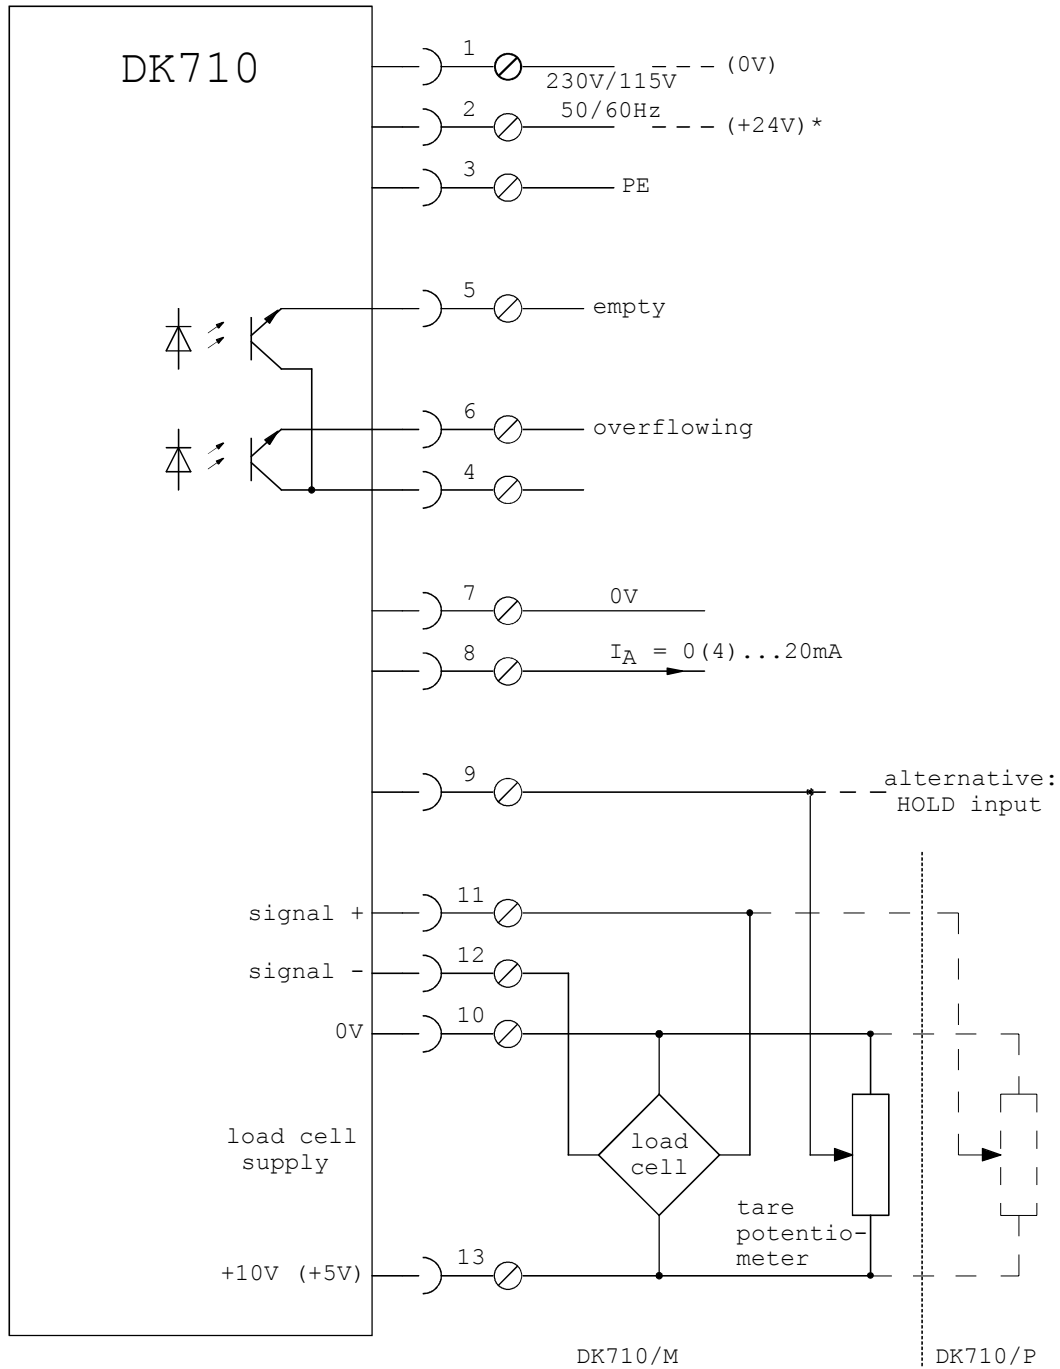 DK710
1
(0V)
230V/115V
50/60Hz
2
(+24V)*
3
PE
5
empty
6
overflowing
4
7
0V
8
IA = 0(4)...20mA
9
alternative:
HOLD input
11
signal +
12
signal -
10
0V
load cell
supply
load
cell
tare
potentio-
meter
13
+10V (+5V)
DK710/M
DK710/P